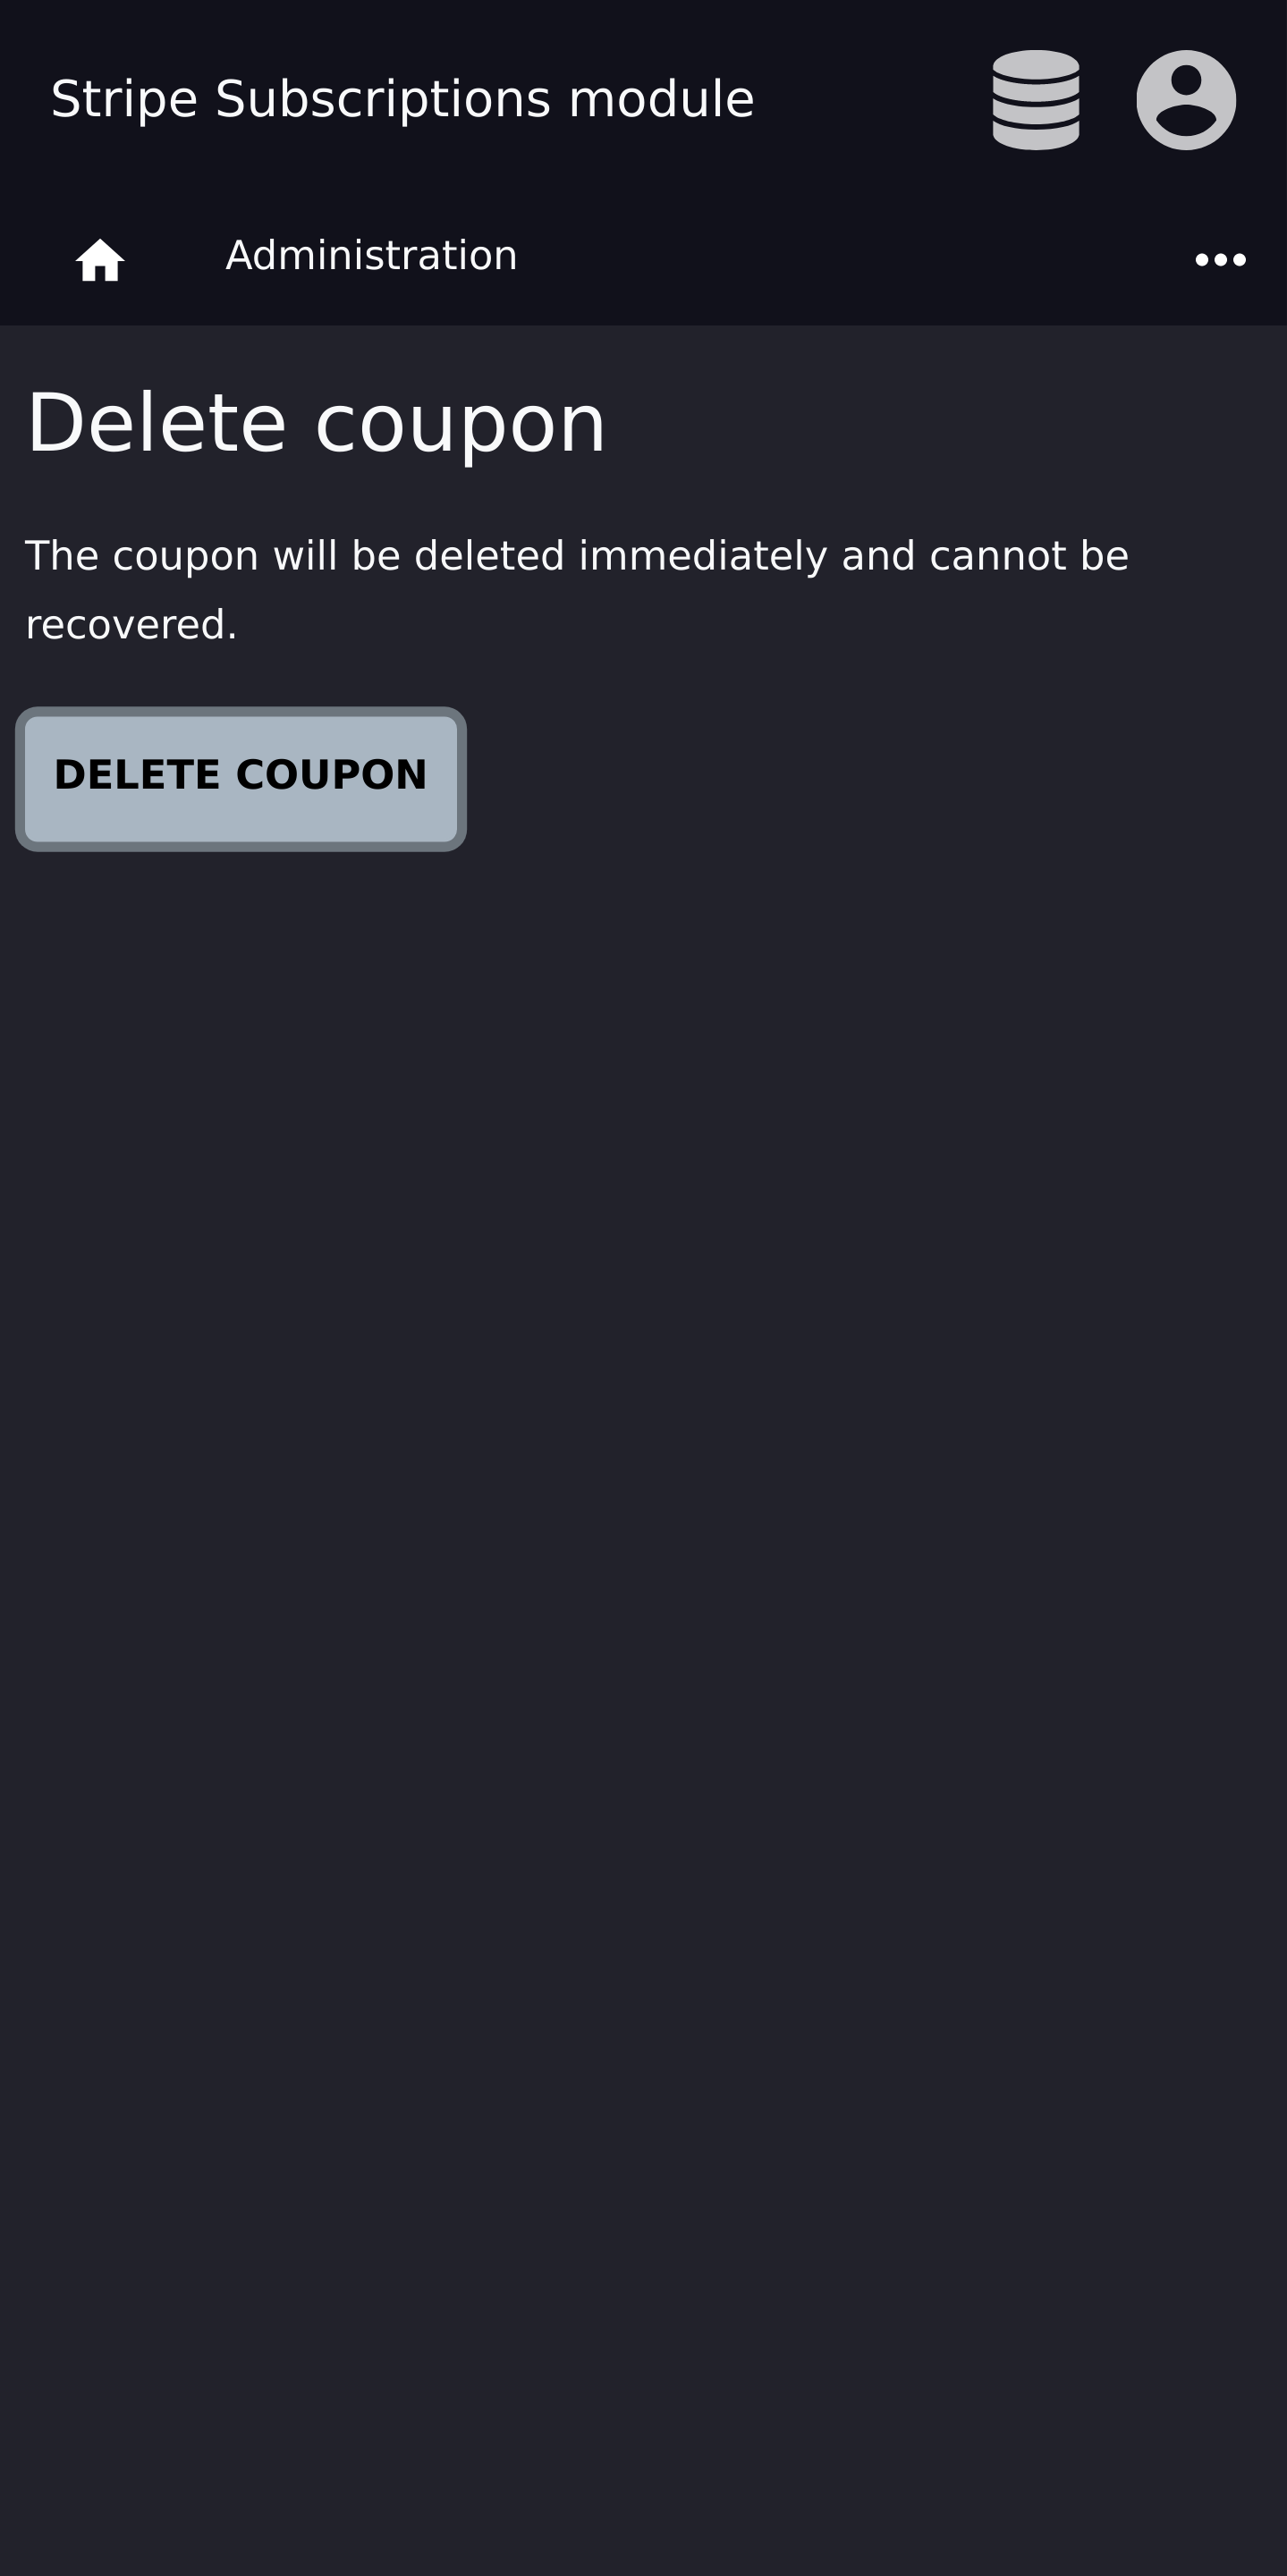 Stripe Subscriptions module
Administration
Delete coupon
The coupon will be deleted immediately and cannot be
recovered.
DELETE COUPON